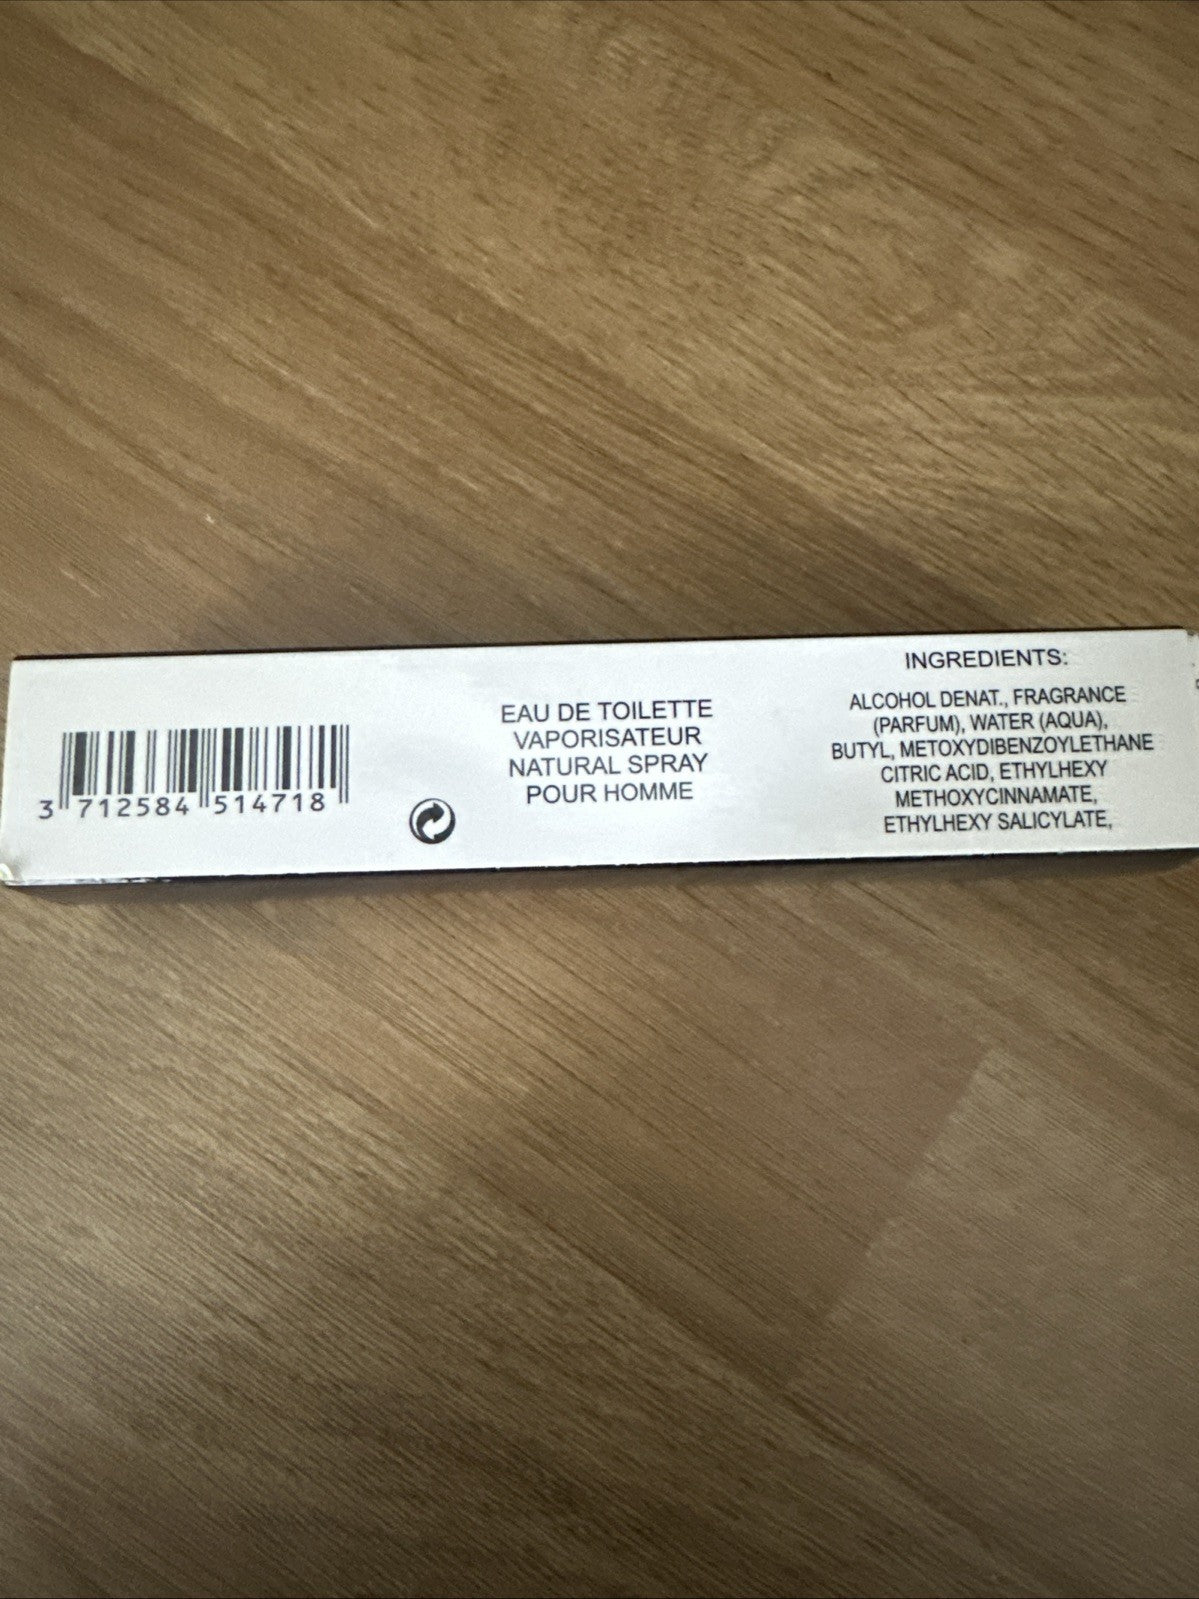 3 712584 514718
EAU DE TOILETTE
VAPORISATEUR
NATURAL SPRAY
POUR HOMME
INGREDIENTS:
ALCOHOL DENAT., FRAGRANCE
(PARFUM), WATER (AQUA),
BUTYL, METOXYDIBENZOYLETHANE
CITRIC ACID, ETHYLHEXY
METHOXYCINNAMATE,
ETHYLHEXY SALICYLATE,